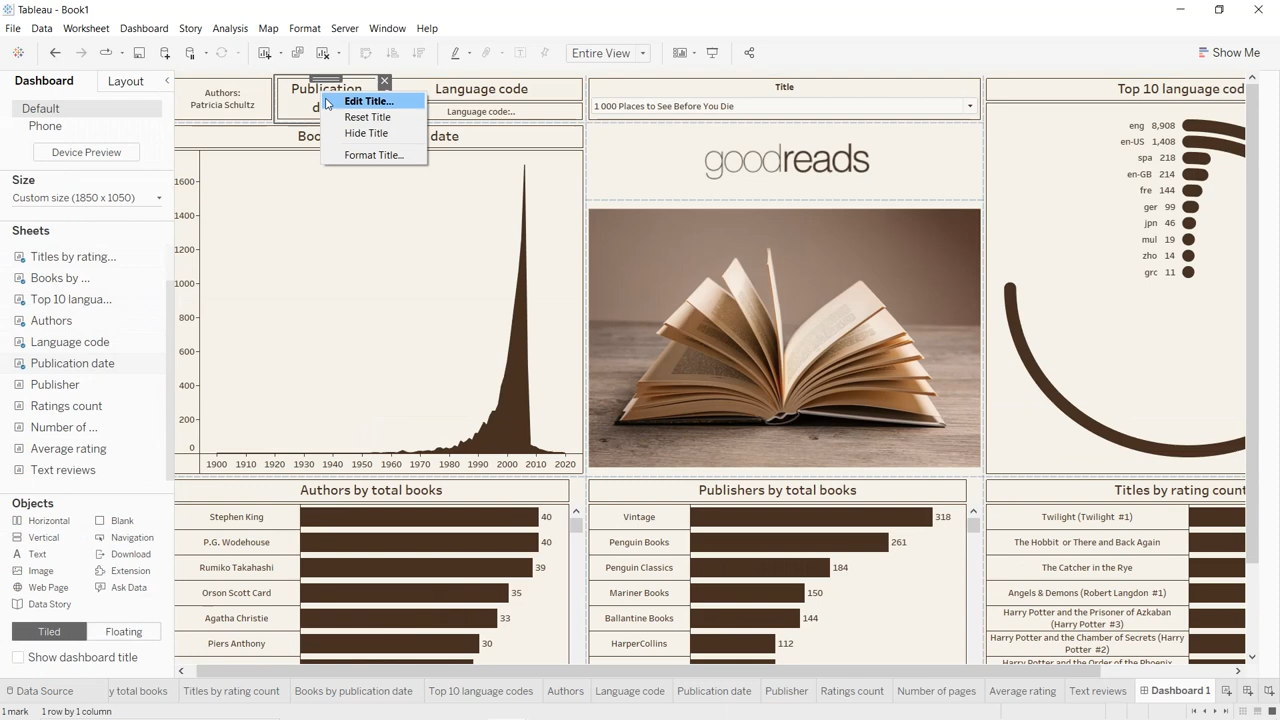 Tableau - Book1
File Data Worksheet Dashboard Story Analysis Map Format Server Window Help
Entire View
Show Me
Dashboard Layout
Default
Phone
Device Preview
Size
Custom size (1850 x 1050)
Sheets
Titles by rating...
Books by ...
Top 10 langua...
Authors
Language code
Publication date
Publisher
Ratings count
Number of ...
Average rating
Text reviews
Objects
Horizontal Blank
Vertical Navigation
Text Download
Image Extension
Web Page Ask Data
Data Story
Tiled Floating
Show dashboard title
Authors:
Patricia Schultz
Publication
d
Edit Title...
Reset Title
Hide Title
Format Title...
Language code
Language code:..
Boo date
1600
1400
1200
1000
800
600
400
200
0
1900 1910 1920 1930 1940 1950 1960 1970 1980 1990 2000 2010 2020
Title
1 000 Places to See Before You Die
goodreads
Top 10 language cod
eng 8,908
en-US 1,408
spa 218
en-GB 214
fre 144
ger 99
jpn 46
mul 19
zho 14
grc 11
Authors by total books
Stephen King 40
P.G. Wodehouse 40
Rumiko Takahashi 39
Orson Scott Card 35
Agatha Christie 33
Piers Anthony 30
Publishers by total books
Vintage 318
Penguin Books 261
Penguin Classics 184
Mariner Books 150
Ballantine Books 144
HarperCollins 112
Titles by rating count
Twilight (Twilight #1)
The Hobbit or There and Back Again
The Catcher in the Rye
Angels & Demons (Robert Langdon #1)
Harry Potter and the Prisoner of Azkaban
(Harry Potter #3)
Harry Potter and the Chamber of Secrets (Harry
Potter #2)
Harry Potter and the Order of the Phoenix
Data Source y total books Titles by rating count Books by publication date Top 10 language codes Authors Language code Publication date Publisher Ratings count Number of pages Average rating Text reviews Dashboard 1
1 mark 1 row by 1 column